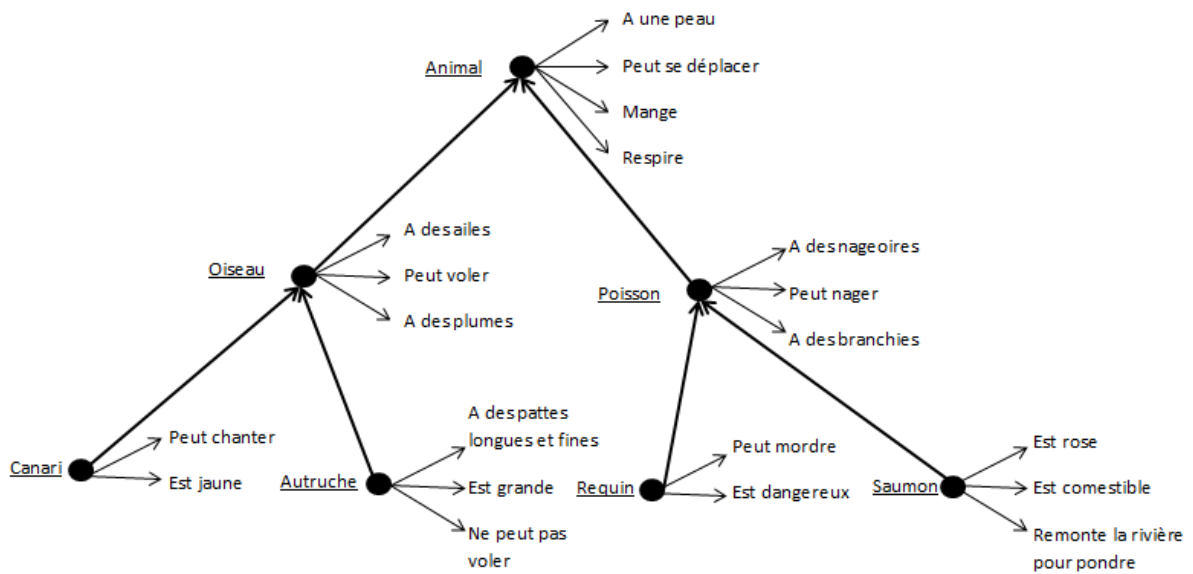 A une peau
Animal
Peut se déplacer
Mange
Respire
A des ailes
Oiseau
Peut voler
A des plumes
A des nageoires
Poisson
Peut nager
A des branchies
Peut chanter
Canari
Est jaune
A des pattes
longues et fines
Autruche
Est grande
Ne peut pas
voler
Peut mordre
Requin
Est dangereux
Est rose
Saumon
Est comestible
Remonte la rivière
pour pondre